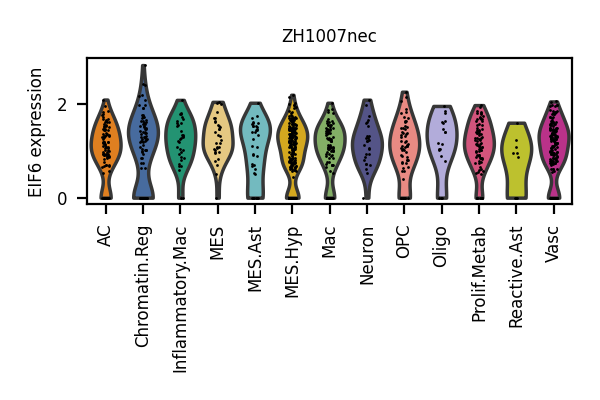 ZH1007nec
EIF6 expression
2
0
AC
Chromatin.Reg
Inflammatory.Mac
MES
MES.Ast
MES.Hyp
Mac
Neuron
OPC
Oligo
Prolif.Metab
Reactive.Ast
Vasc